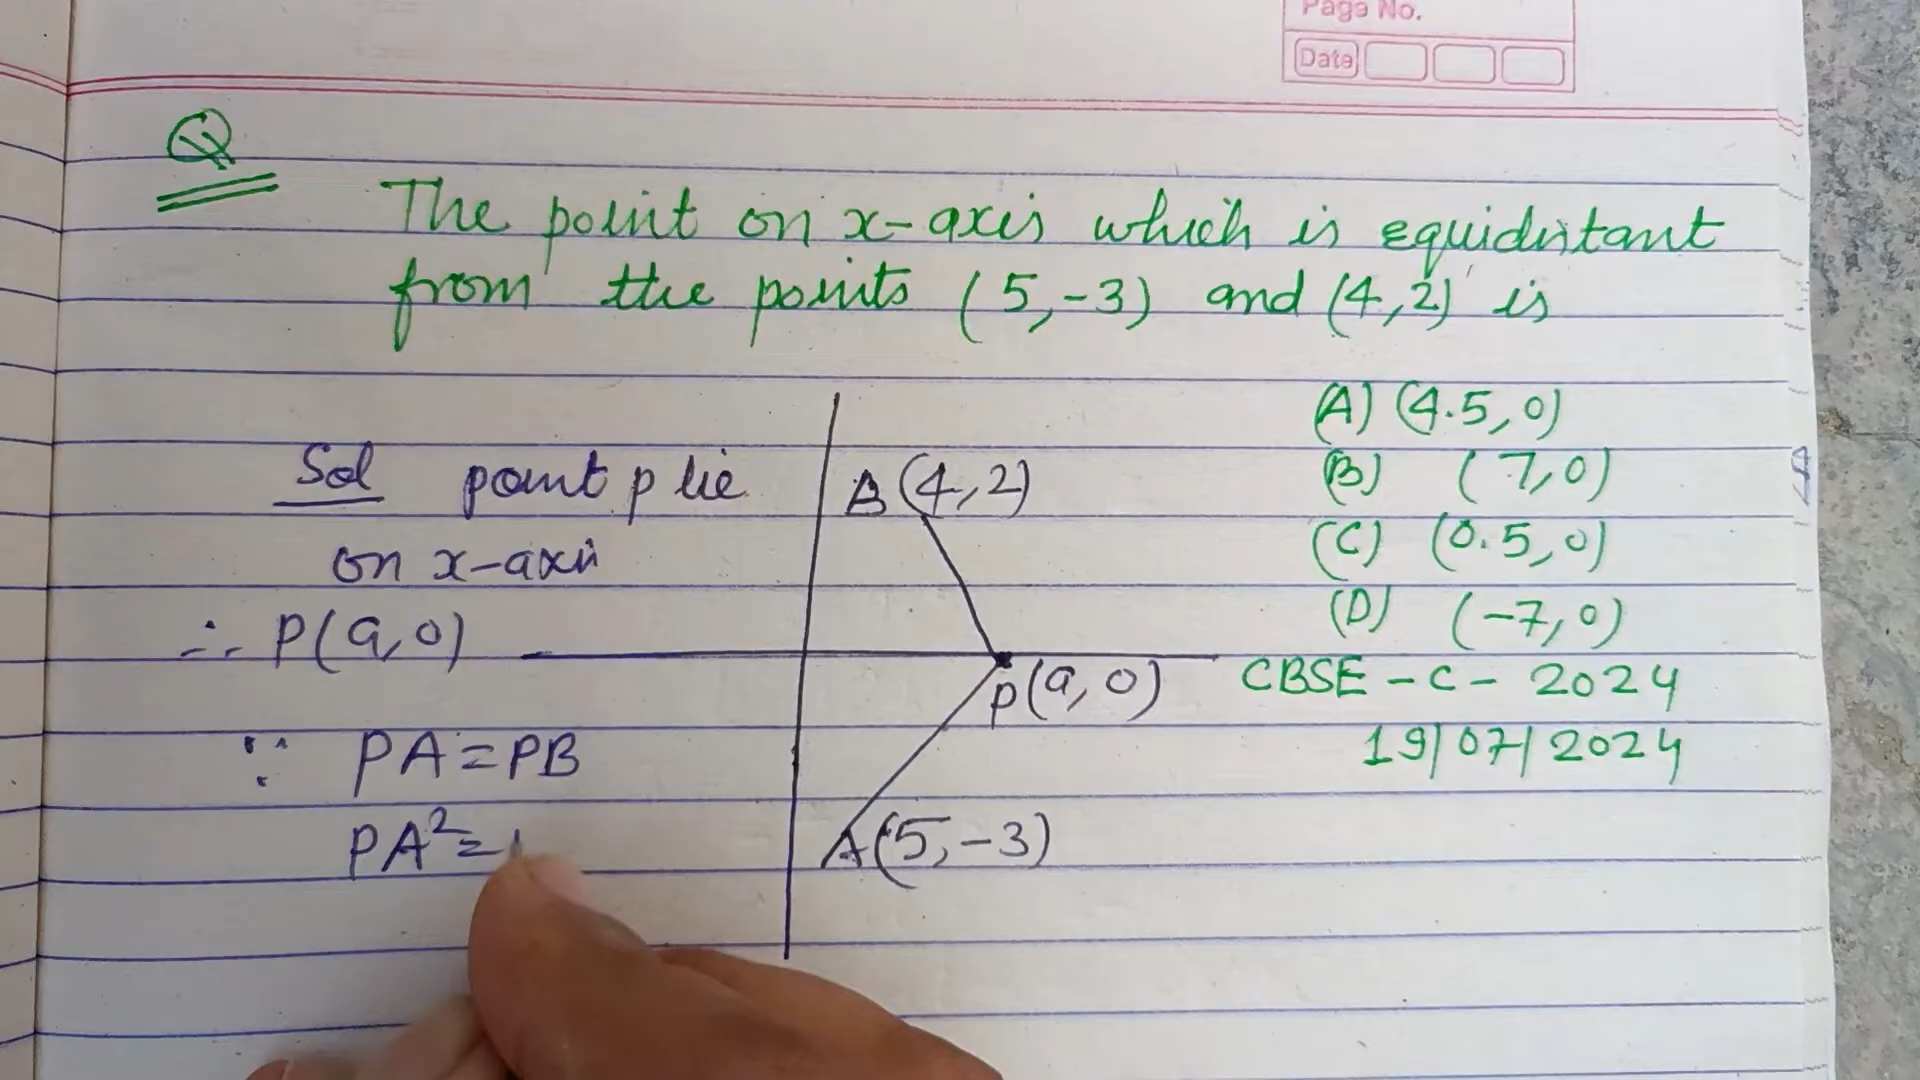 Page No.
Date
Q
The point on x-axis which is equidistant
from the points (5,-3) and (4,2) is
(A) (4.5,0)
(B) (7,0)
(C) (0.5,0)
(D) (-7,0)
CBSE - C - 2024
19/07/2024
Sol point p lie
on x-axis
∴ P(a,0)
∵ PA=PB
PA²=
B(4,2)
P(a,0)
A(5,-3)